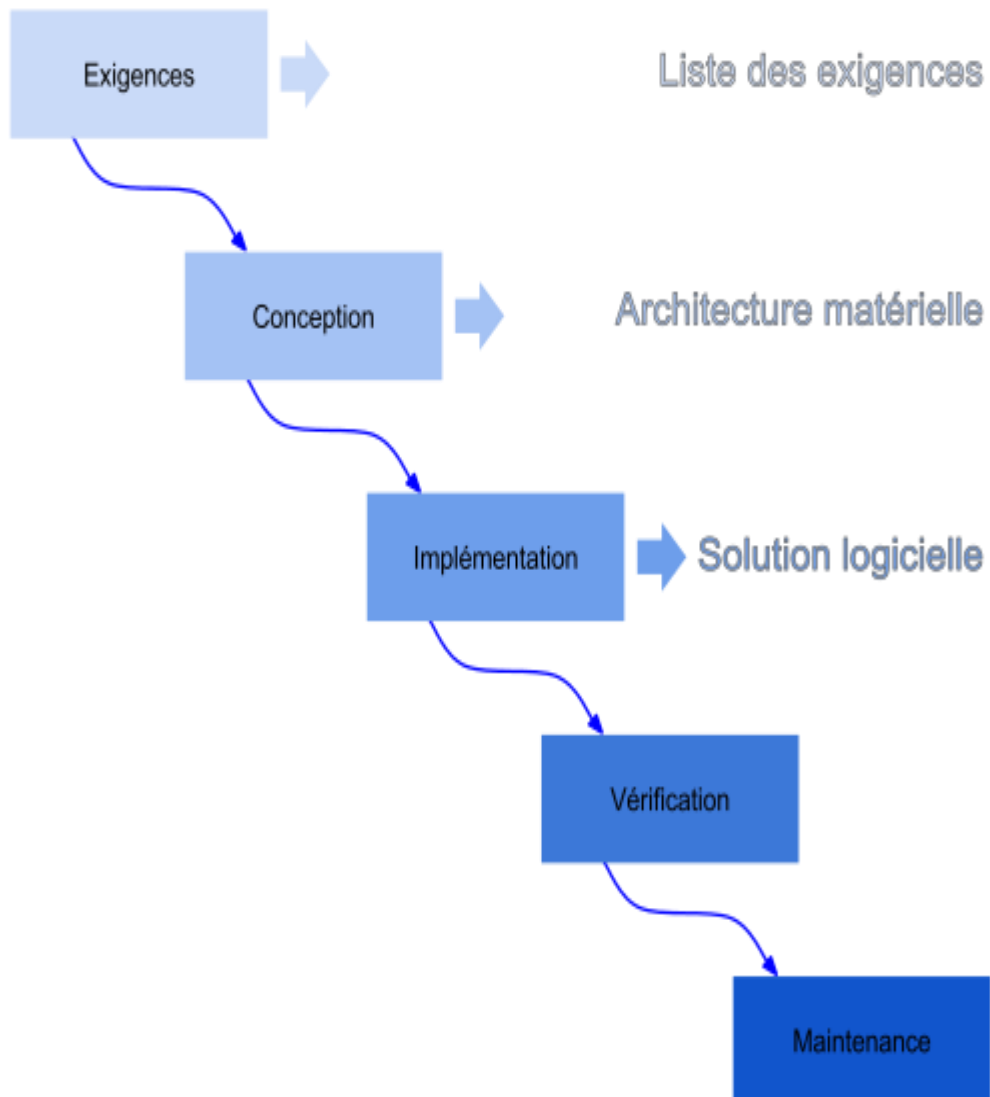 Exigences
Liste des exigences
Conception
Architecture matérielle
Implémentation
Solution logicielle
Vérification
Maintenance